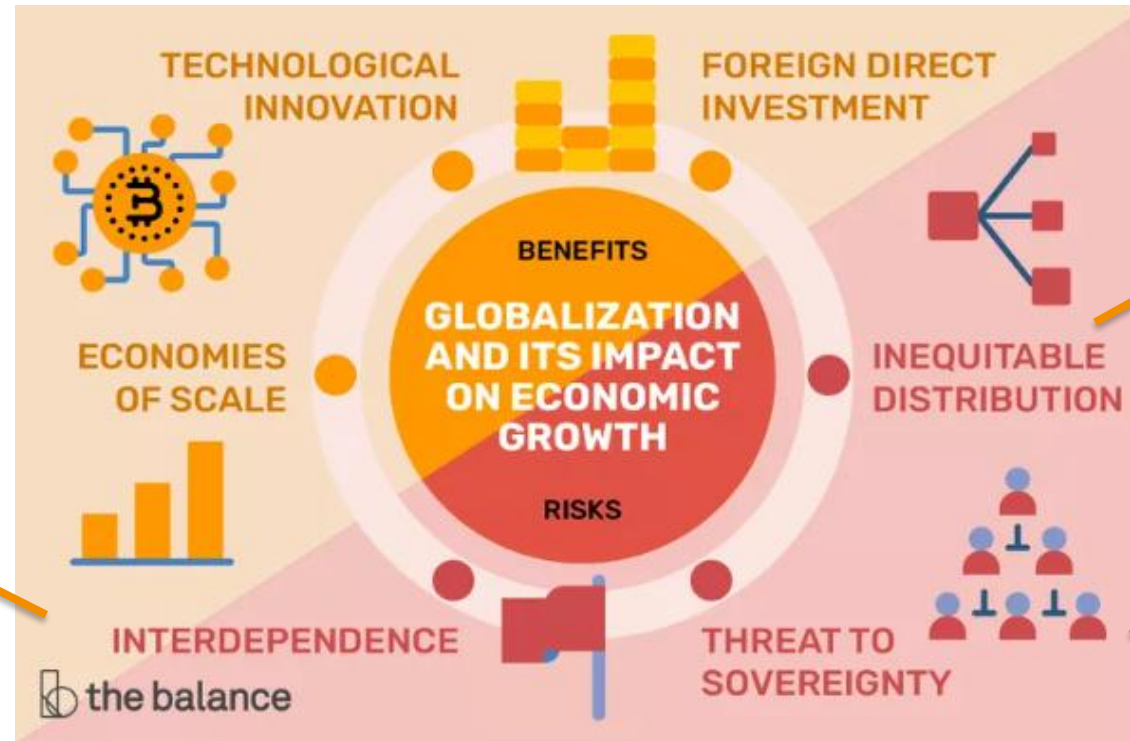 TECHNOLOGICAL
INNOVATION
FOREIGN DIRECT
INVESTMENT
BENEFITS
GLOBALIZATION
AND ITS IMPACT
ON ECONOMIC
GROWTH
RISKS
ECONOMIES
OF SCALE
INEQUITABLE
DISTRIBUTION
INTERDEPENDENCE
THREAT TO
SOVEREIGNTY
the balance